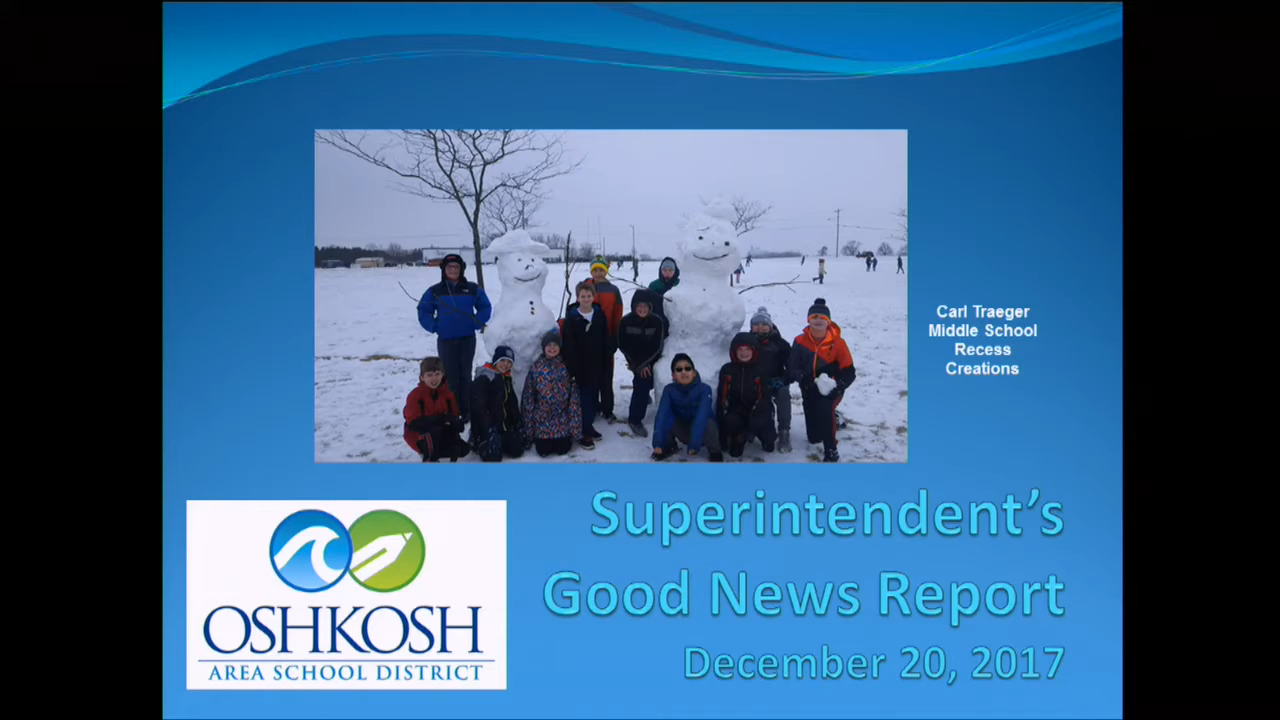 Carl Traeger
Middle School
Recess
Creations
Superintendent's
Good News Report
December 20, 2017
OSHKOSH
AREA SCHOOL DISTRICT